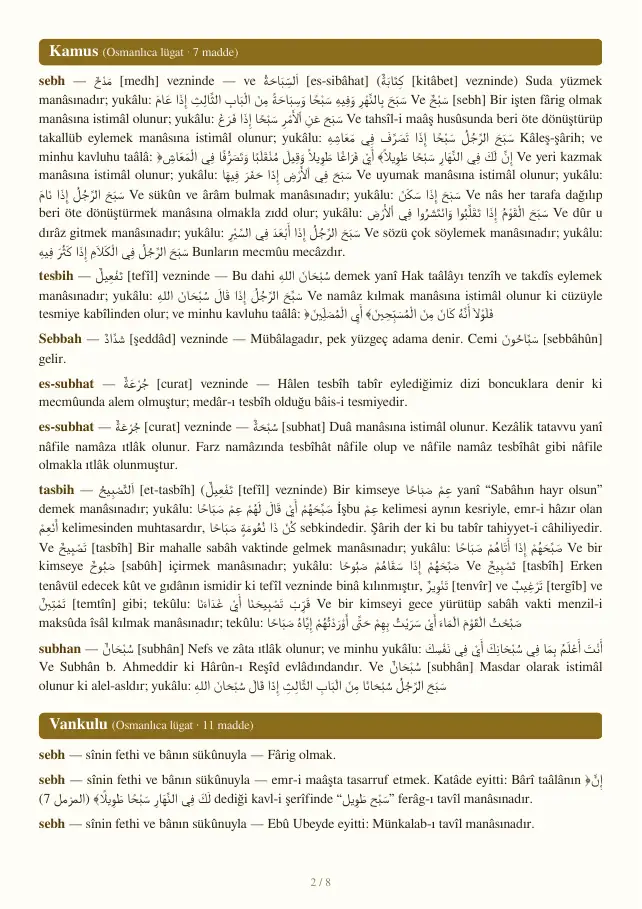 Kamus (Osmanlıca lügat · 7 madde)
sebh — مَدْحٌ [medh] vezninde — ve اَلسِّبَاحَةُ [es-sibâhat] (كِتَابَةٌ [kitâbet] vezninde) Suda yüzmek
manâsınadır; yukâlu: سَبَحَ بِالنَّهْرِ وَفِيهِ سَبْحًا وَسِبَاحَةً مِنَ الْبَابِ الثَّالِثِ إِذَا عَامَ Ve سَبْحٌ [sebh] Bir işten fârig olmak
manâsına istimâl olunur; yukâlu: سَبَحَ عَنِ اْلأَمْرِ سَبْحًا إِذَا فَرَغَ Ve tahsîl-i maâş husûsunda beri öte dönüştürüp
takallüb eylemek manâsına istimâl olunur; yukâlu: سَبَحَ الرَّجُلُ سَبْحًا إِذَا تَصَرَّفَ فِي مَعَاشِهِ Kâleş-şârih; ve
minhu kavluhu taâlâ: ﴿إِنَّ لَكَ فِي النَّهَارِ سَبْحًا طَوِيلاً﴾ أَيْ فَرَاغًا طَوِيلاً وَقِيلَ مُتَقَلَّبًا وَتَصَرُّفًا فِي الْمَعَاشِ Ve yeri kazmak
manâsına istimâl olunur; yukâlu: سَبَحَ فِي اْلأَرْضِ إِذَا حَفَرَ فِيهَا Ve uyumak manâsına istimâl olunur; yukâlu:
سَبَحَ الرَّجُلُ إِذَا نَامَ Ve sükûn ve ârâm bulmak manâsınadır; yukâlu: سَبَحَ إِذَا سَكَنَ Ve nâs her tarafa dağılıp
beri öte dönüştürmek manâsına olmakla zıdd olur; yukâlu: سَبَحَ الْقَوْمُ إِذَا تَقَلَّبُوا وَانْتَشَرُوا فِي اْلأَرْضِ Ve dûr u
dırâz gitmek manâsınadır; yukâlu: سَبَحَ الرَّجُلُ إِذَا أَبْعَدَ فِي السَّيْرِ Ve sözü çok söylemek manâsınadır; yukâlu:
سَبَحَ الرَّجُلُ فِي الْكَلاَمِ إِذَا كَثُرَ فِيهِ Bunların mecmûu mecâzdır.
tesbih — تَفْعِيلٌ [tefîl] vezninde — Bu dahi سُبْحَانَ اللهِ demek yanî Hak taâlâyı tenzîh ve takdîs eylemek
manâsınadır; yukâlu: سَبَّحَ الرَّجُلُ إِذَا قَالَ سُبْحَانَ اللهِ Ve namâz kılmak manâsına istimâl olunur ki cüzüyle
tesmiye kabîlinden olur; ve minhu kavluhu taâlâ: ﴿فَلَوْلاَ أَنَّهُ كَانَ مِنَ الْمُسَبِّحِينَ﴾ أَيِ الْمُصَلِّينَ
Sebbah — شَدَّادٌ [şeddâd] vezninde — Mübâlagadır, pek yüzgeç adama denir. Cemi سَبَّاحُونَ [sebbâhûn]
gelir.
es-subhat — جُرْعَةٌ [curat] vezninde — Hâlen tesbîh tabîr eylediğimiz dizi boncuklara denir ki
mecmûunda alem olmuştur; medâr-ı tesbîh olduğu bâis-i tesmiyedir.
es-subhat — جُرْعَةٌ [curat] vezninde — سُبْحَةٌ [subhat] Duâ manâsına istimâl olunur. Kezâlik tatavvu yanî
nâfile namâza ıtlâk olunur. Farz namâzında tesbîhât nâfile olup ve nâfile namâz tesbîhât gibi nâfile
olmakla ıtlâk olunmuştur.
tasbih — اَلتَّصْبِيحُ [et-tasbîh] (تَفْعِيلٌ [tefîl] vezninde) Bir kimseye عِمْ صَبَاحًا yanî “Sabâhın hayr olsun”
demek manâsınadır; yukâlu: صَبَّحَهُمْ أَيْ قَالَ لَهُمْ عِمْ صَبَاحًا İşbu عِمْ kelimesi aynın kesriyle, emr-i hâzır olan
أَنْعِمْ kelimesinden muhtasardır, كُنْ ذَا نُعُومَةٍ صَبَاحًا sebkindedir. Şârih der ki bu tabîr tahiyyet-i câhiliyedir.
Ve تَصْبِيحٌ [tasbîh] Bir mahalle sabâh vaktinde gelmek manâsınadır; yukâlu: صَبَّحَهُمْ إِذَا أَتَاهُمْ صَبَاحًا Ve bir
kimseye صَبُوحٌ [sabûh] içirmek manâsınadır; yukâlu: صَبَّحَهُمْ إِذَا سَقَاهُمْ صَبُوحًا Ve تَصْبِيحٌ [tasbîh] Erken
tenâvül edecek kût ve gıdânın ismidir ki tefîl vezninde binâ kılınmıştır, تَنْوِيرٌ [tenvîr] ve تَرْغِيبٌ [tergîb] ve
تَمْتِينٌ [temtîn] gibi; tekûlu: قَرِّبْ تَصْبِيحَنَا أَيْ غَدَاءَنَا Ve bir kimseyi gece yürütüp sabâh vakti menzil-i
maksûda îsâl kılmak manâsınadır; tekûlu: صَبَّحْتُ الْقَوْمَ الْمَاءَ أَيْ سَرَيْتُ بِهِمْ حَتَّى أَوْرَدْتُهُمْ إِيَّاهُ صَبَاحًا
subhan — سُبْحَانٌ [subhân] Nefs ve zâta ıtlâk olunur; ve minhu yukâlu: أَنْتَ أَعْلَمُ بِمَا فِي سُبْحَانِكَ أَيْ فِي نَفْسِكَ
Ve Subhân b. Ahmeddir ki Hârûn-ı Reşîd evlâdındandır. Ve سُبْحَانٌ [subhân] Masdar olarak istimâl
olunur ki alel-asldır; yukâlu: سَبَحَ الرَّجُلُ سُبْحَانًا مِنَ الْبَابِ الثَّالِثِ إِذَا قَالَ سُبْحَانَ اللهِ
Vankulu (Osmanlıca lügat · 11 madde)
sebh — sînin fethi ve bânın sükûnuyla — Fârig olmak.
sebh — sînin fethi ve bânın sükûnuyla — emr-i maâşta tasarruf etmek. Katâde eyitti: Bârî taâlânın ﴿إِنَّ
لَكَ فِي النَّهَارِ سَبْحًا طَوِيلًا﴾ (المزمل 7) dediği kavl-i şerîfinde “سَبْح طَوِيل” ferâg-ı tavîl manâsınadır.
sebh — sînin fethi ve bânın sükûnuyla — Ebû Ubeyde eyitti: Münkalab-ı tavîl manâsınadır.
2 / 8